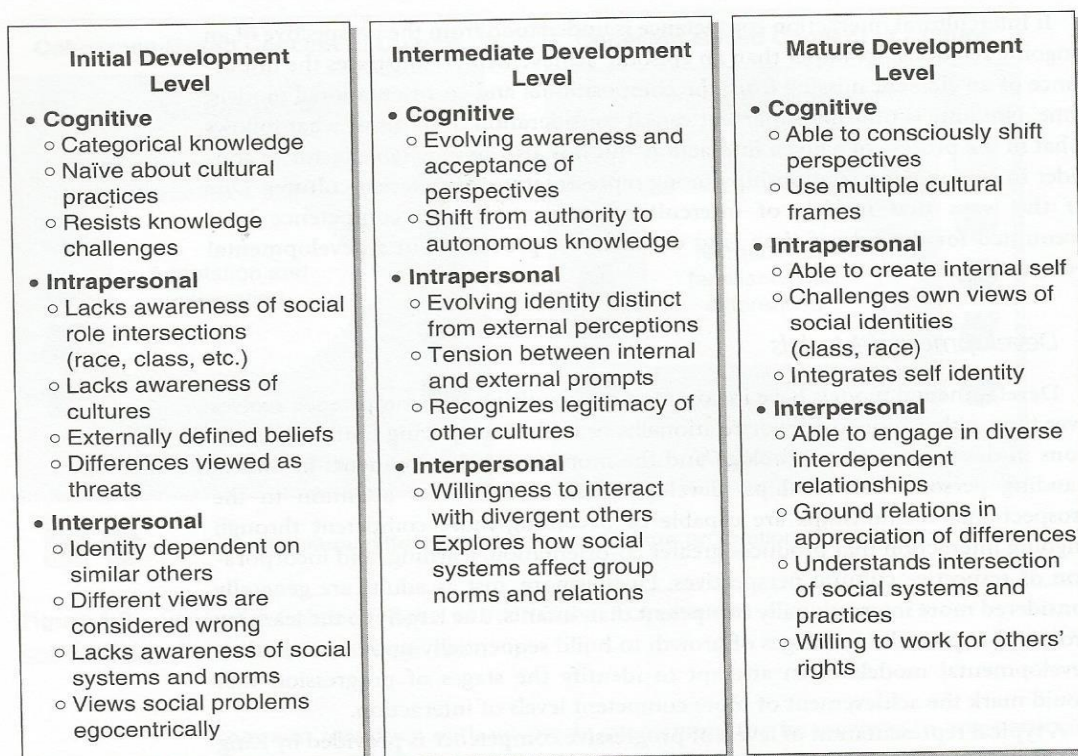 Initial Development
Level
• Cognitive
○ Categorical knowledge
○ Naïve about cultural
practices
○ Resists knowledge
challenges
• Intrapersonal
○ Lacks awareness of social
role intersections
(race, class, etc.)
○ Lacks awareness of
cultures
○ Externally defined beliefs
○ Differences viewed as
threats
• Interpersonal
○ Identity dependent on
similar others
○ Different views
considered wrong
○ Lacks awareness of social
systems and norms
○ Views social problems
egocentrically
Intermediate Development
Level
• Cognitive
○ Evolving awareness and
acceptance of
perspectives
○ Shift from authority to
autonomous knowledge
• Intrapersonal
○ Evolving identity distinct
from external perceptions
○ Tension between internal
and external prompts
○ Recognizes legitimacy of
other cultures
• Interpersonal
○ Willingness to interact
with divergent others
○ Explores how social
systems affect group
norms and relations
Mature Development
Level
• Cognitive
○ Able to consciously shift
perspectives
○ Use multiple cultural
frames
• Intrapersonal
○ Able to create internal self
○ Challenges own views of
social identities
(class, race)
○ Integrates self identity
• Interpersonal
○ Able to engage in diverse
interdependent
relationships
○ Ground relations in
appreciation of differences
○ Understands intersection
of social systems and
practices
○ Willing to work for others'
rights